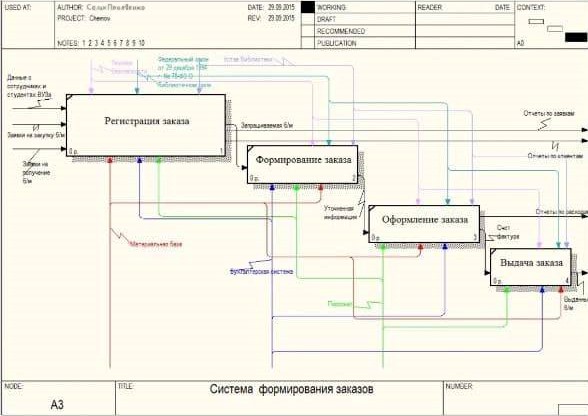 USED AT:
AUTHOR:
DATE: 29.09.2015
WORKING
READER
DATE
CONTEXT:
PROJECT: Chernov
REV: 29.09.2015
DRAFT
RECOMMENDED
NOTES: 1 2 3 4 5 6 7 8 9 10
PUBLICATION
A0
Данные о
сотрудниках и
студентах ВУЗа
Федеральный закон
от 29 декабря 1994
г. № 78-ФЗ О
библиотечном деле
Устав библиотеки
Регистрация заказа
0 р.
1
Заявки на закупку б/м
Заявки на
получение
б/м
Запрашиваемая б/м
Отчеты по заявкам
Отчеты по клиентам
Формирование заказа
0 р.
2
Уточненная
информация
Оформление заказа
0 р.
3
Отчеты по расходам
Счет
фактура
Выдача заказа
0 р.
4
Выданные
б/м
Материально база
Бухгалтерская система
Персонал
NODE:
TITLE:
NUMBER:
A3
Система формирования заказов